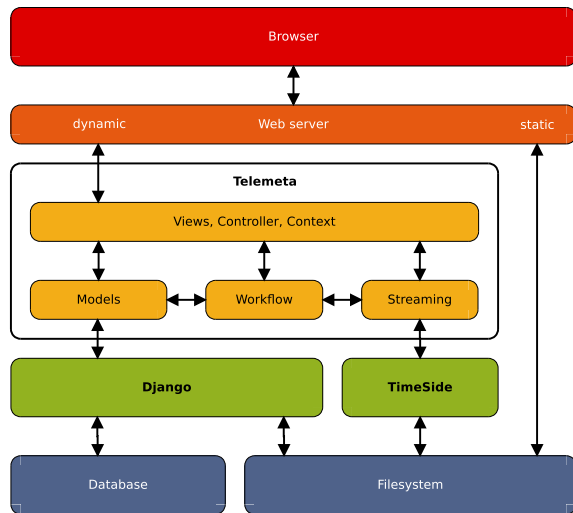 Browser
dynamic Web server static
Telemeta
Views, Controller, Context
Models Workflow Streaming
Django TimeSide
Database Filesystem